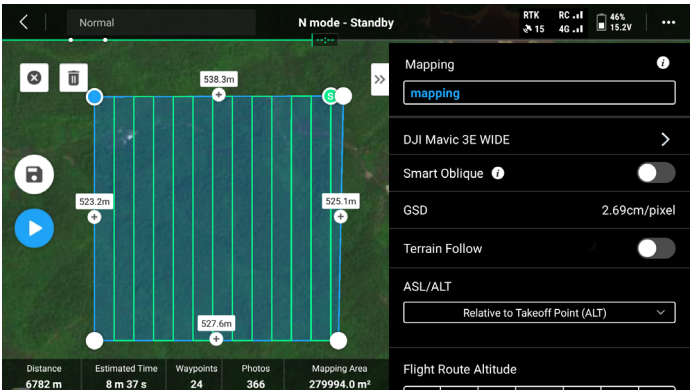 Normal
N mode - Standby
RTK
15
RC
4G
46%
15.2V
--:--
538.3m
S
523.2m
525.1m
527.6m
Distance
6782 m
Estimated Time
8 m 37 s
Waypoints
24
Photos
366
Mapping Area
279994.0 m²
Mapping
mapping
DJI Mavic 3E WIDE
Smart Oblique
GSD
2.69cm/pixel
Terrain Follow
ASL/ALT
Relative to Takeoff Point (ALT)
Flight Route Altitude